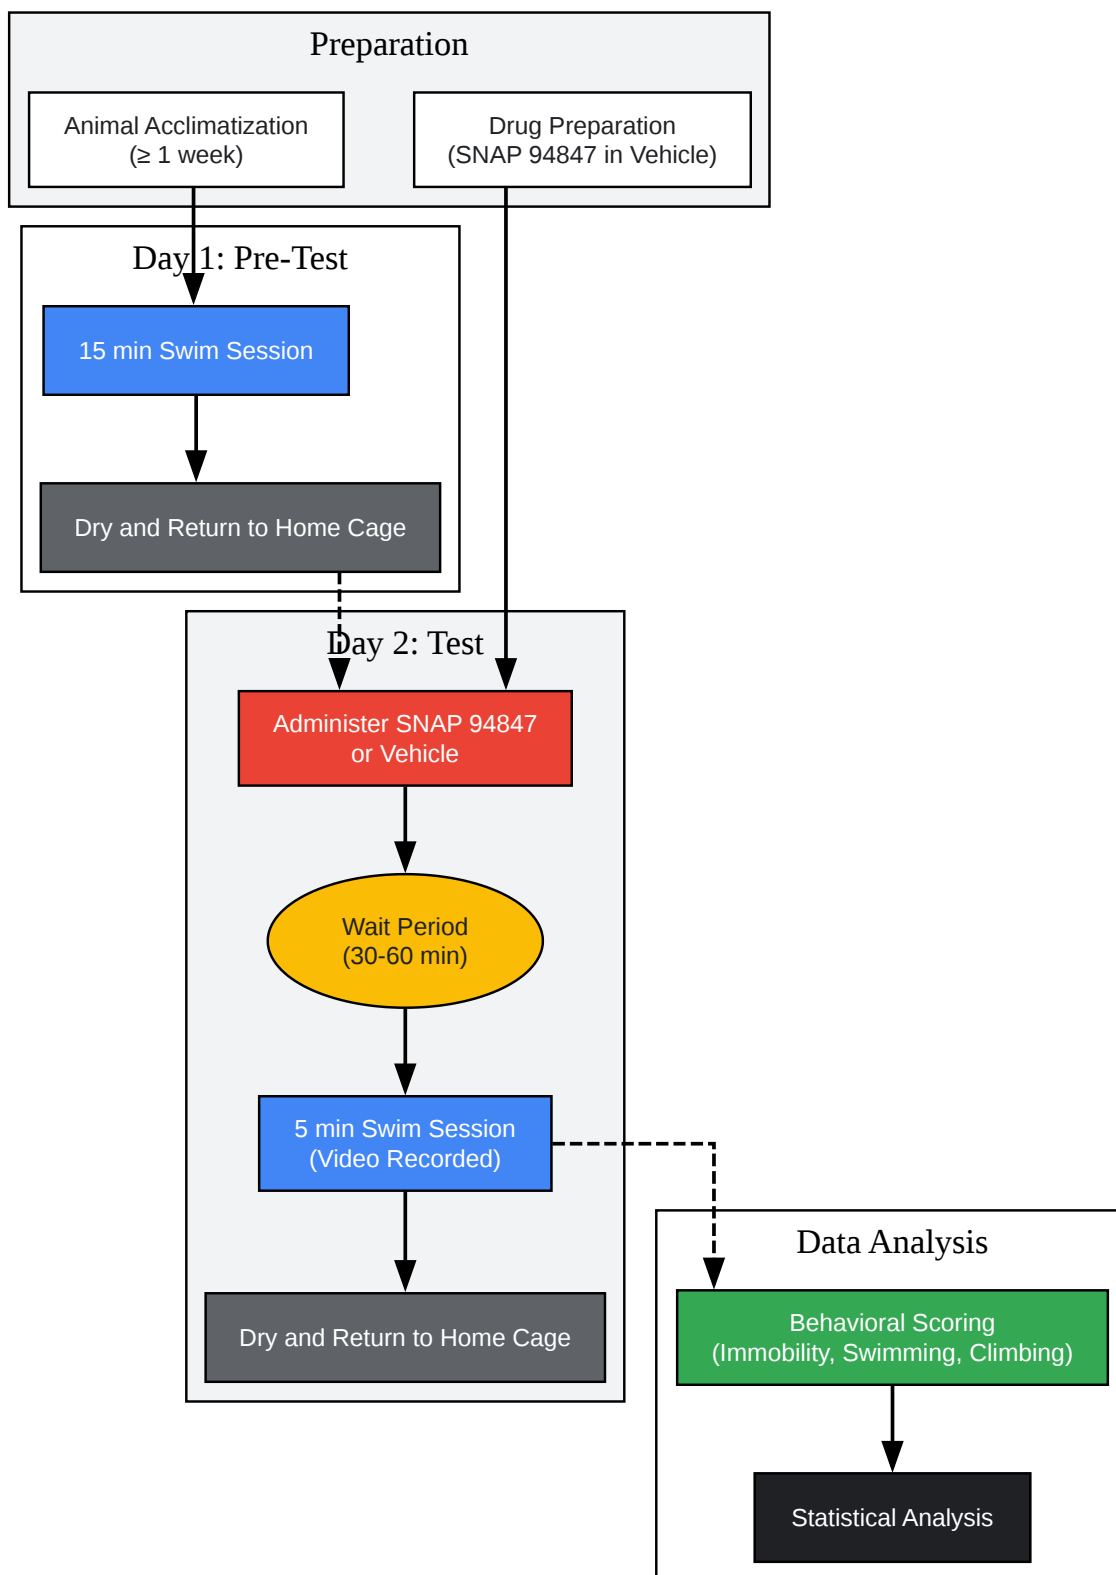 Preparation
Animal Acclimatization
(≥ 1 week)
Drug Preparation
(SNAP 94847 in Vehicle)
Day 1: Pre-Test
15 min Swim Session
Dry and Return to Home Cage
Day 2: Test
Administer SNAP 94847
or Vehicle
Wait Period
(30-60 min)
5 min Swim Session
(Video Recorded)
Dry and Return to Home Cage
Data Analysis
Behavioral Scoring
(Immobility, Swimming, Climbing)
Statistical Analysis